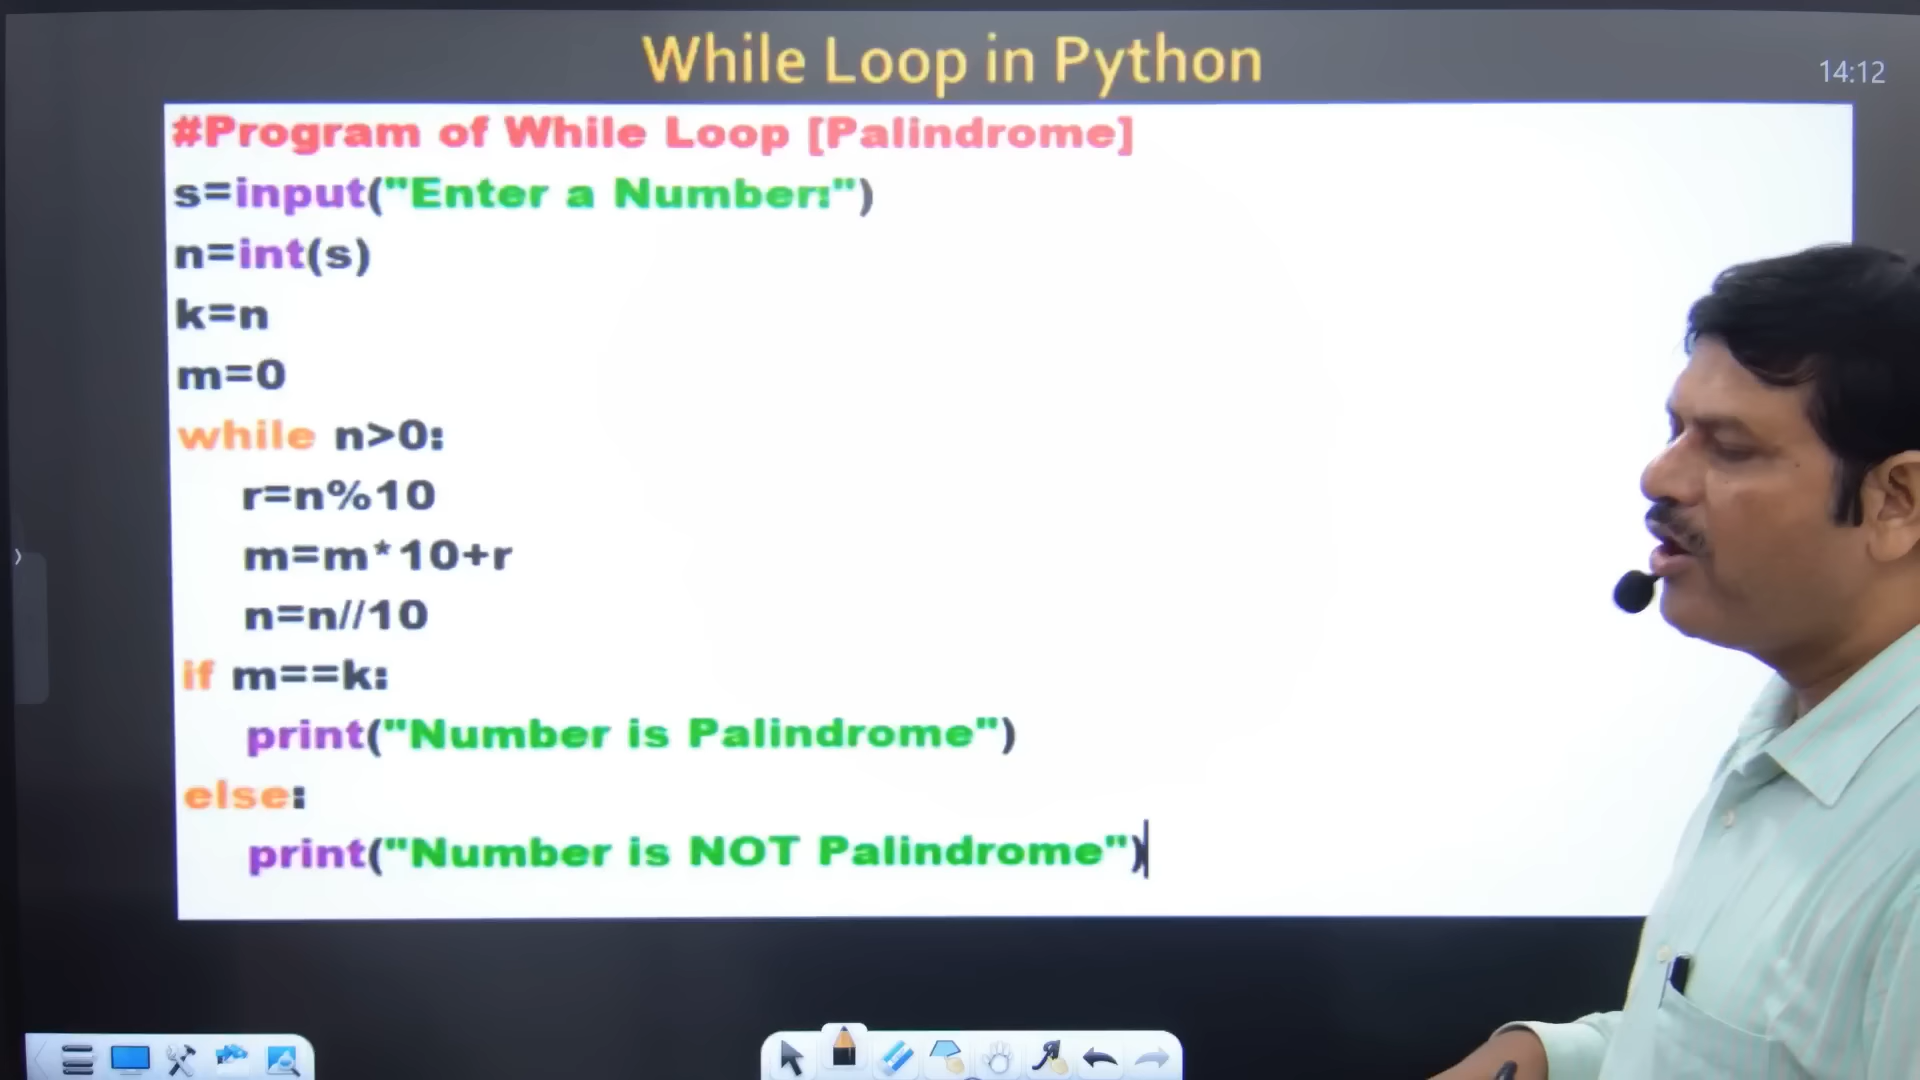 While Loop in Python
14:12
#Program of While Loop [Palindrome]
s=input("Enter a Number:")
n=int(s)
k=n
m=0
while n>0:
    r=n%10
    m=m*10+r
    n=n//10
if m==k:
    print("Number is Palindrome")
else:
    print("Number is NOT Palindrome")